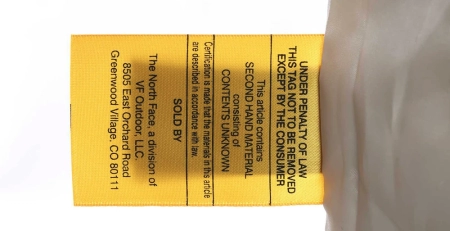 UNDER PENALTY OF LAW
THIS TAG NOT TO BE REMOVED
EXCEPT BY THE CONSUMER
This article contains
SECOND HAND MATERIAL
consisting of
CONTENTS UNKNOWN
Certification is made that the materials in this article
are described in accordance with law.
SOLD BY
The North Face, a division of
VF Outdoor, LLC.
8505 East Orchard Road
Greenwood Village, CO 80111